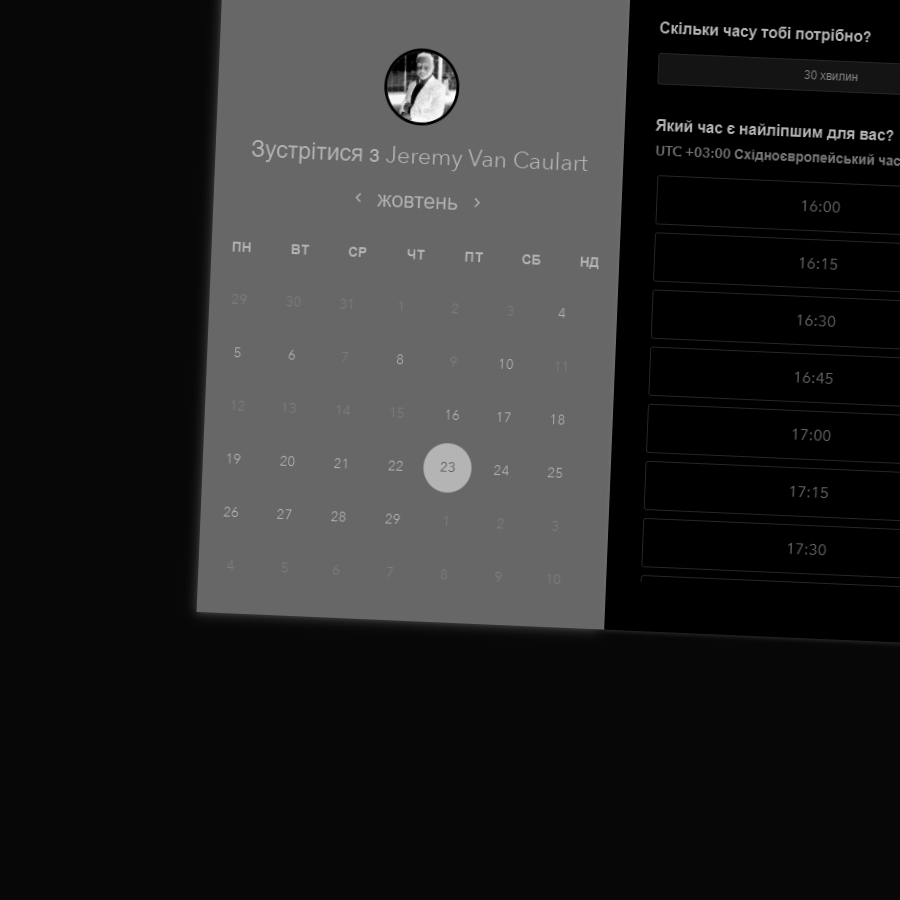 Зустрітися з Jeremy Van Caulart
жовтень
ПН ВТ СР ЧТ ПТ СБ НД
29 30 31 1 2 3 4
5 6 7 8 9 10 11
12 13 14 15 16 17 18
19 20 21 22 23 24 25
26 27 28 29 1 2 3
4 5 6 7 8 9 10
Скільки часу тобі потрібно?
30 хвилин
Який час є найліпшим для вас?
UTC +03:00 Східноєвропейський час
16:00
16:15
16:30
16:45
17:00
17:15
17:30